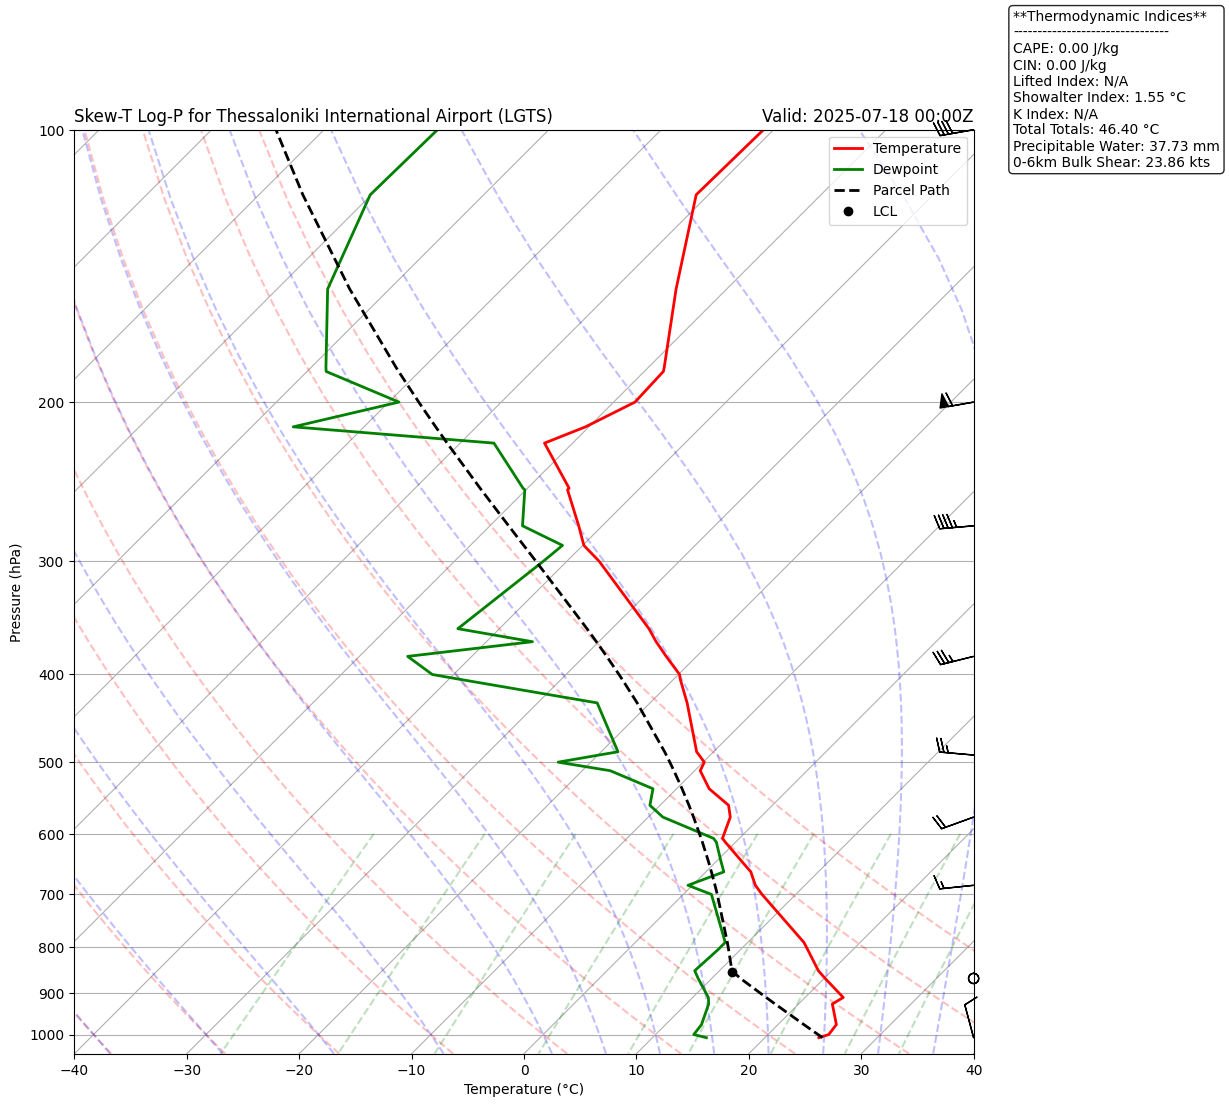 **Thermodynamic Indices**
--------------------------------
CAPE: 0.00 J/kg
CIN: 0.00 J/kg
Lifted Index: N/A
Showalter Index: 1.55 °C
K Index: N/A
Total Totals: 46.40 °C
Precipitable Water: 37.73 mm
0-6km Bulk Shear: 23.86 kts
Skew-T Log-P for Thessaloniki International Airport (LGTS)
Valid: 2025-07-18 00:00Z
Temperature
Dewpoint
Parcel Path
LCL
Pressure (hPa)
100
200
300
400
500
600
700
800
900
1000
−40
−30
−20
−10
0
10
20
30
40
Temperature (°C)